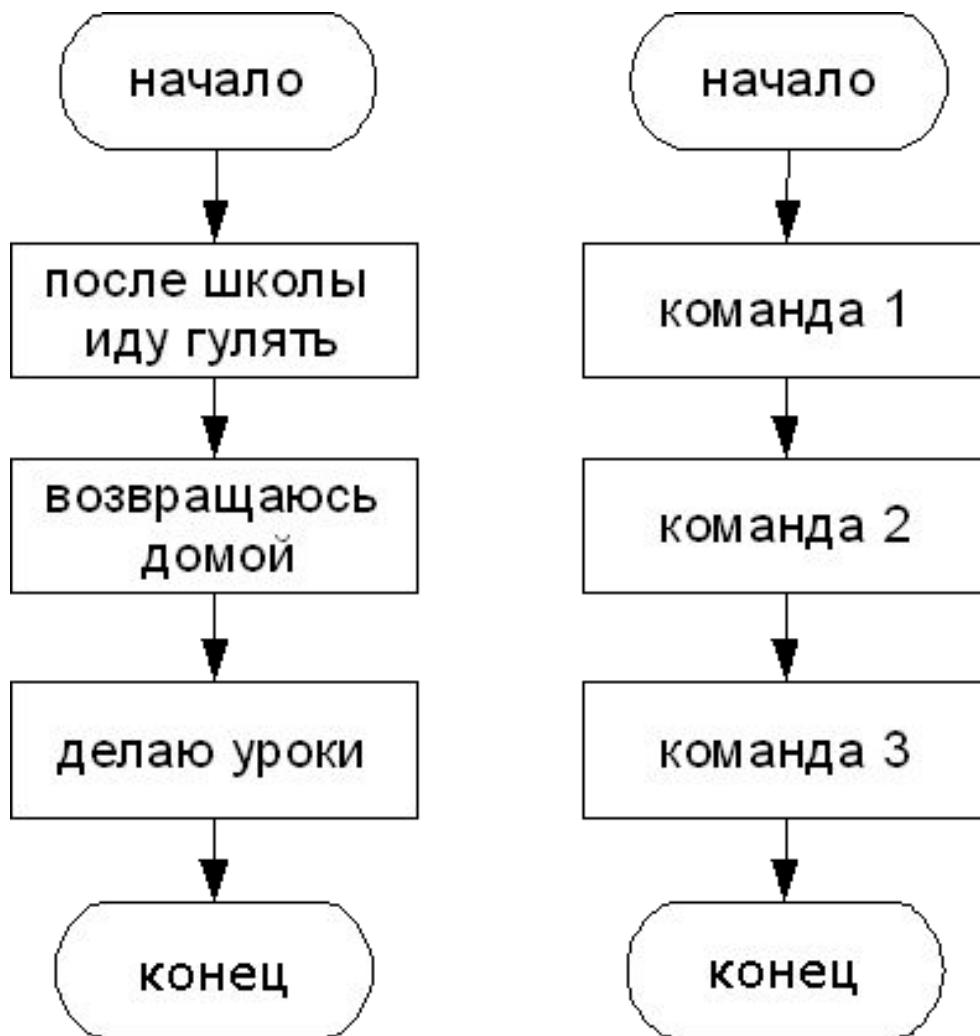 начало
после школы
иду гулять
возвращаюсь
домой
делаю уроки
конец
начало
команда 1
команда 2
команда 3
конец